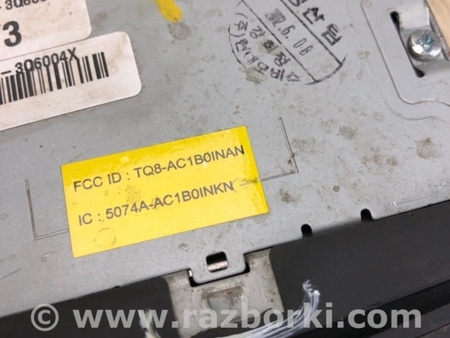 3
-3Q6004X
FCC ID : TQ8-AC1B0INAN
IC : 5074A-AC1B0INKN
www.razborki.com